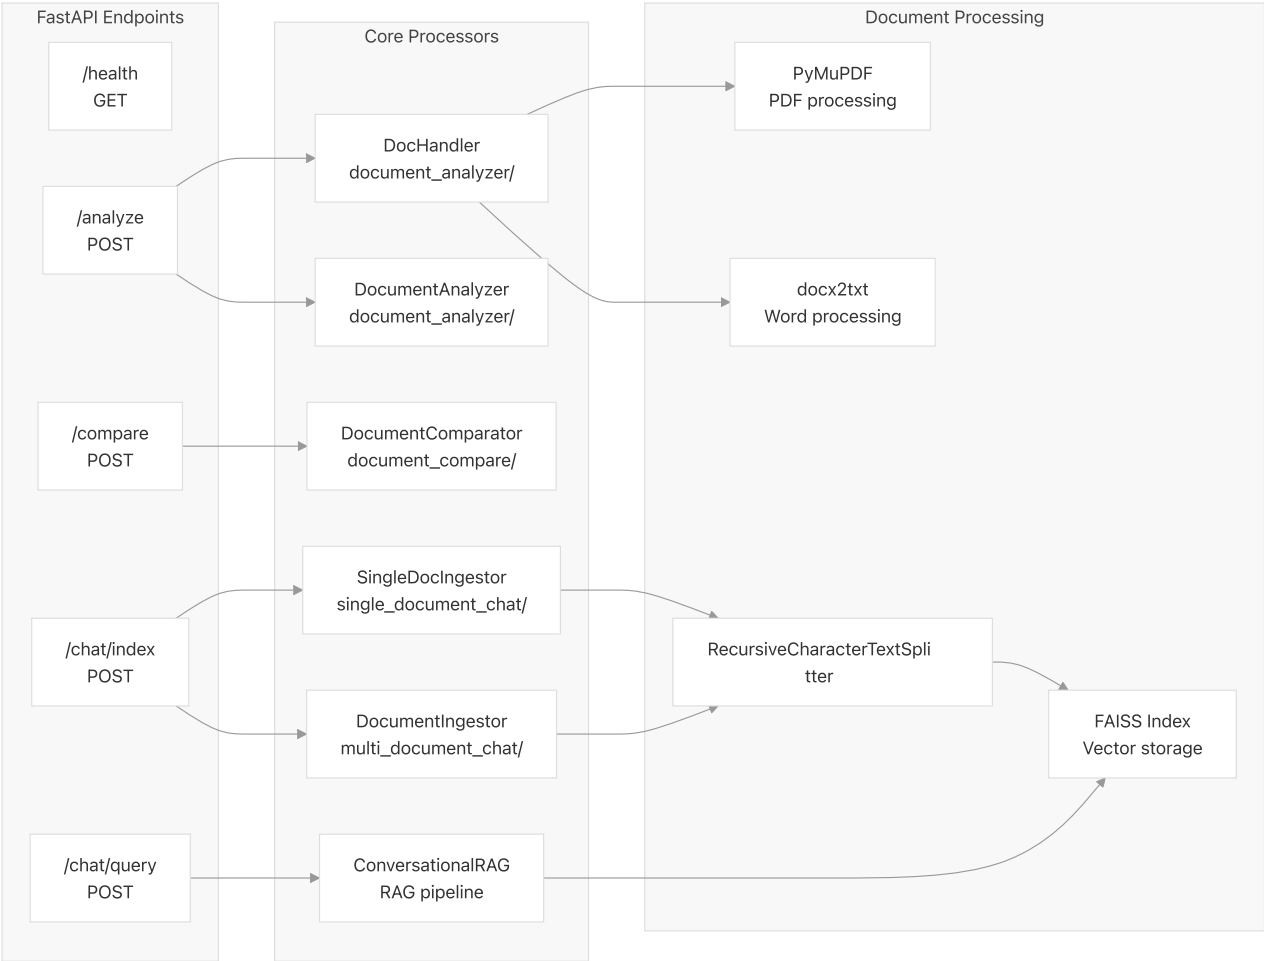 FastAPI Endpoints
/health
GET
/analyze
POST
/compare
POST
/chat/index
POST
/chat/query
POST
Core Processors
DocHandler
document_analyzer/
DocumentAnalyzer
document_analyzer/
DocumentComparator
document_compare/
SingleDocIngestor
single_document_chat/
DocumentIngestor
multi_document_chat/
ConversationalRAG
RAG pipeline
Document Processing
PyMuPDF
PDF processing
docx2txt
Word processing
RecursiveCharacterTextSpli
tter
FAISS Index
Vector storage